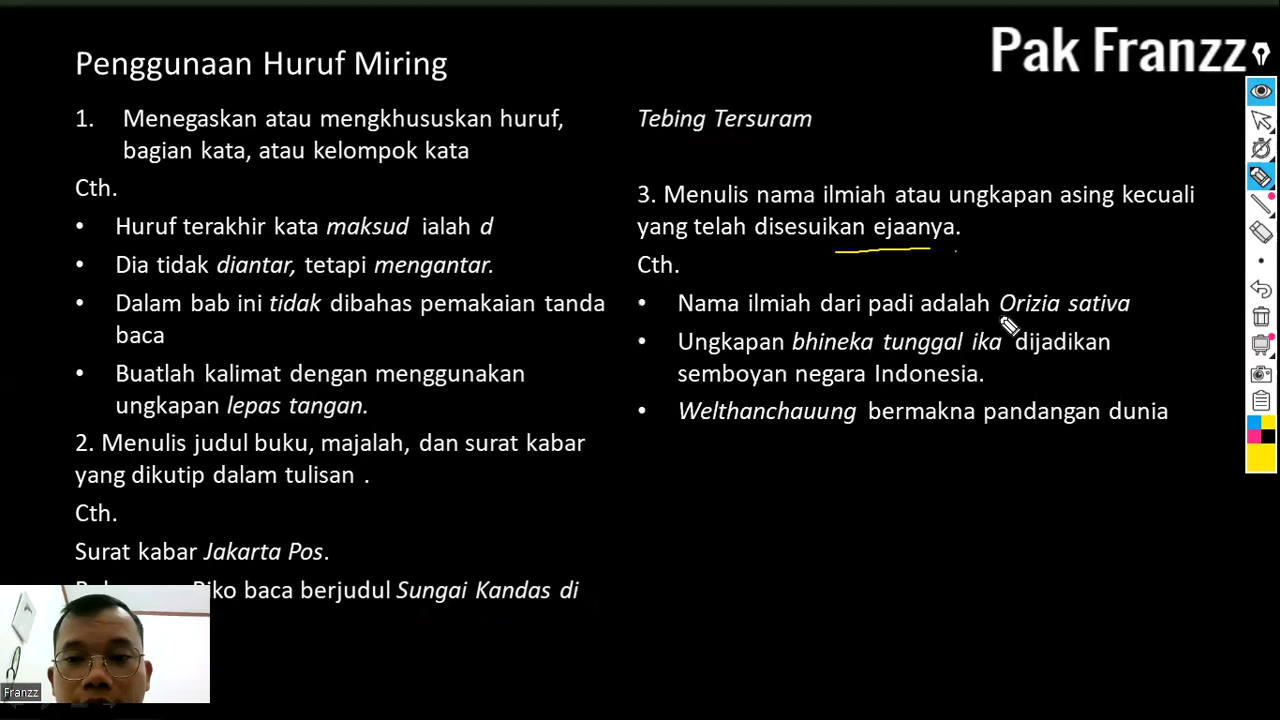 Penggunaan Huruf Miring
Pak Franzz
1. Menegaskan atau mengkhususkan huruf,
bagian kata, atau kelompok kata
Cth.
• Huruf terakhir kata maksud ialah d
• Dia tidak diantar, tetapi mengantar.
• Dalam bab ini tidak dibahas pemakaian tanda
baca
• Buatlah kalimat dengan menggunakan
ungkapan lepas tangan.
2. Menulis judul buku, majalah, dan surat kabar
yang dikutip dalam tulisan .
Cth.
Surat kabar Jakarta Pos.
baca berjudul Sungai Kandas di
Tebing Tersuram
3. Menulis nama ilmiah atau ungkapan asing kecuali
yang telah disesuikan ejaanya.
Cth.
• Nama ilmiah dari padi adalah Orizia sativa
• Ungkapan bhineka tunggal ika dijadikan
semboyan negara Indonesia.
• Welthanchauung bermakna pandangan dunia
Franzz